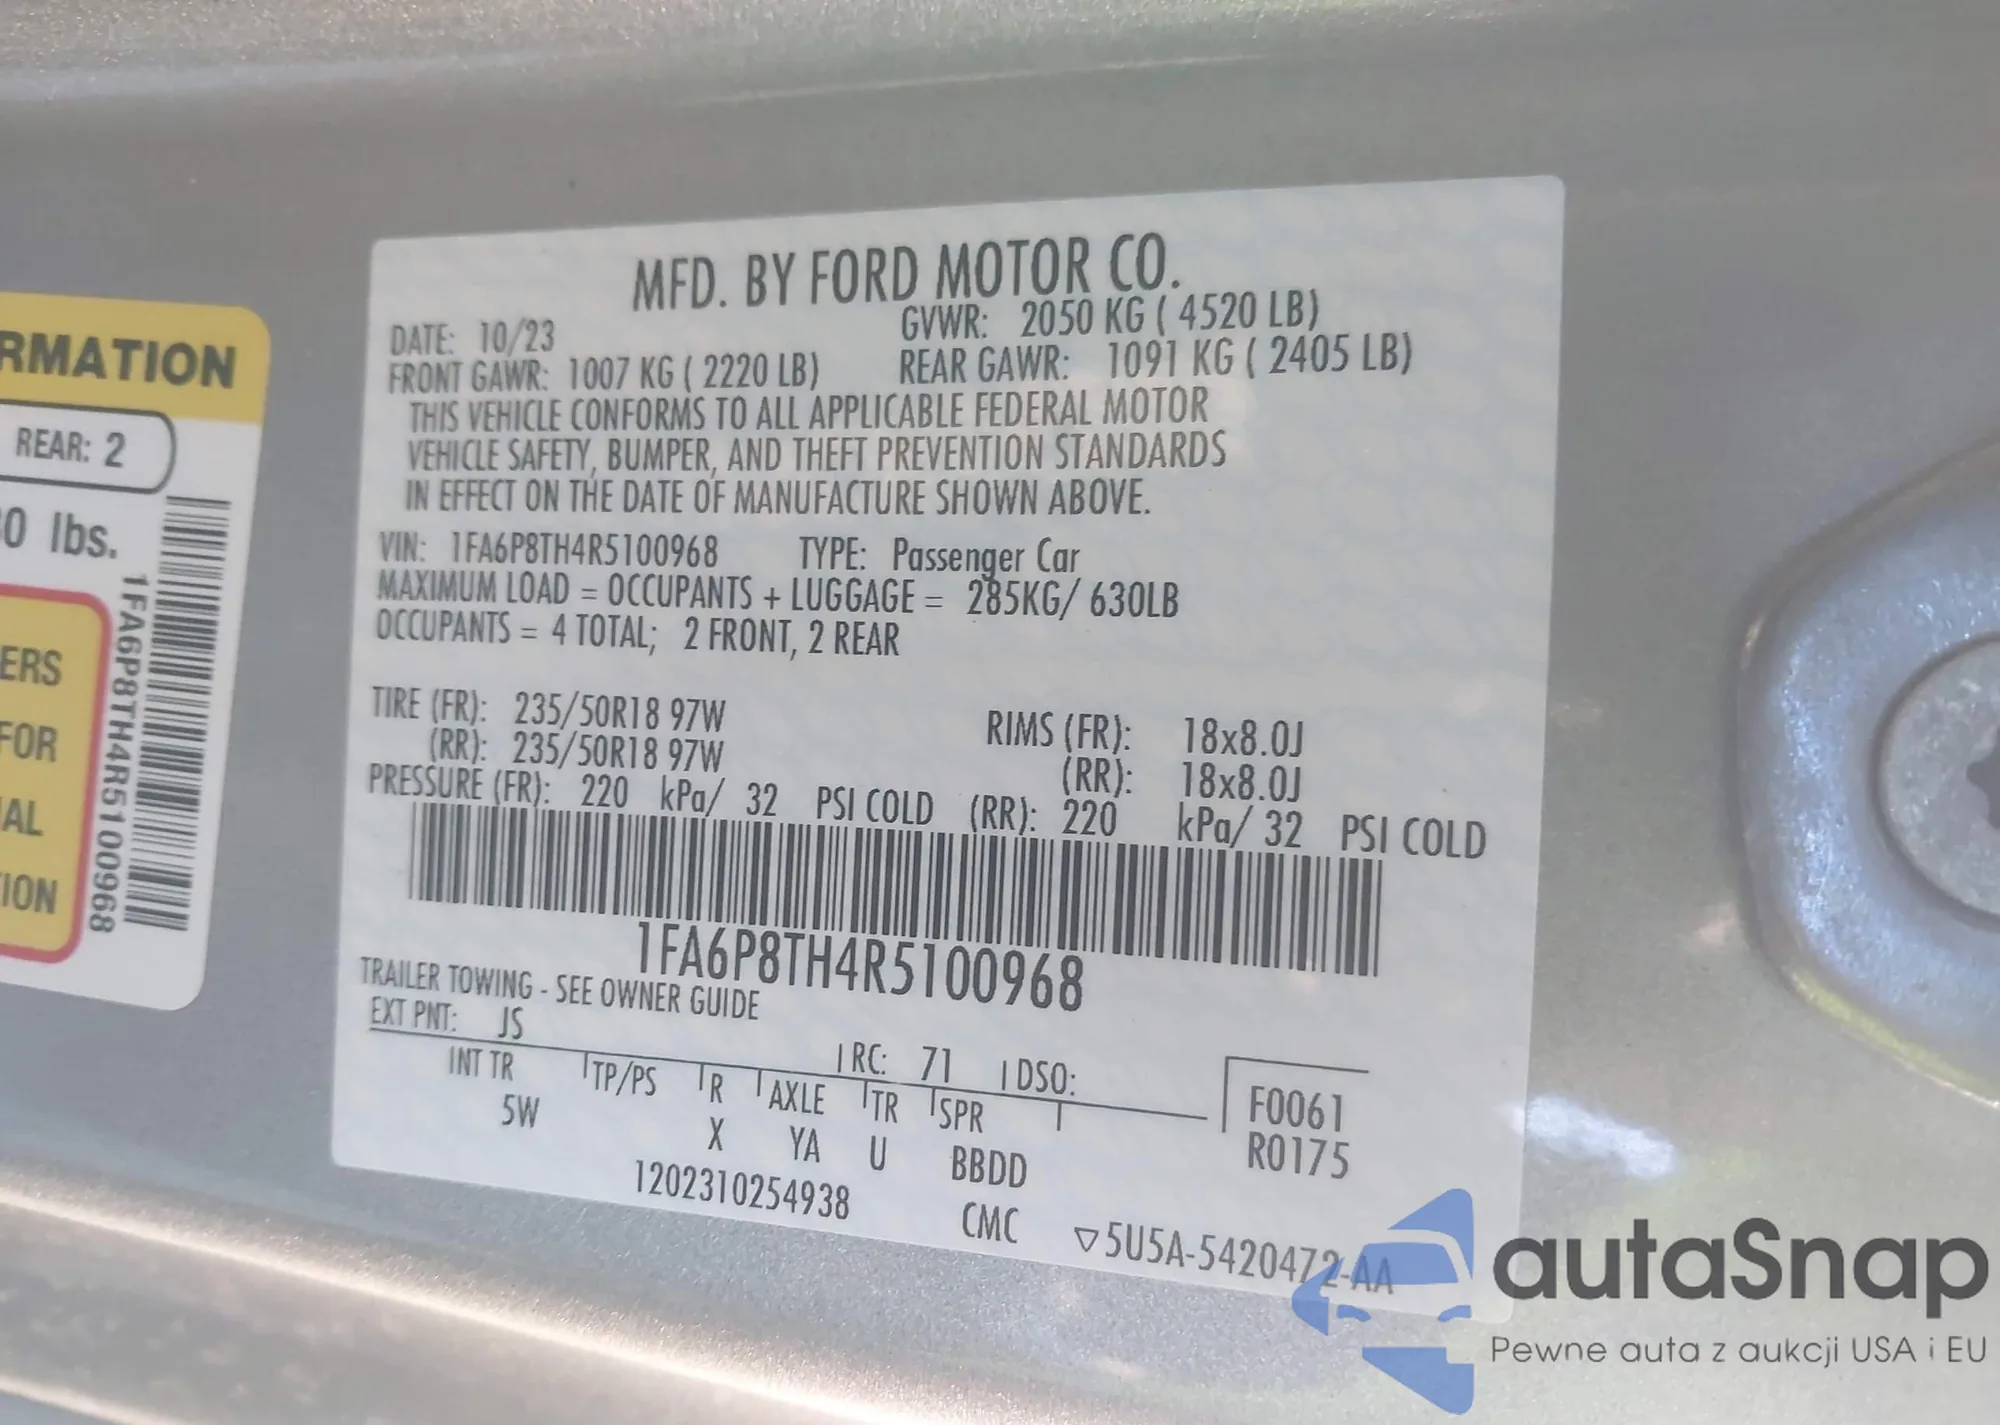 RMATION
REAR: 2
0 lbs.
ERS
FOR
AL
ION
1FA6P8TH4R5100968
MFD. BY FORD MOTOR CO.
DATE: 10/23 GVWR: 2050 KG ( 4520 LB)
FRONT GAWR: 1007 KG ( 2220 LB) REAR GAWR: 1091 KG ( 2405 LB)
THIS VEHICLE CONFORMS TO ALL APPLICABLE FEDERAL MOTOR
VEHICLE SAFETY, BUMPER, AND THEFT PREVENTION STANDARDS
IN EFFECT ON THE DATE OF MANUFACTURE SHOWN ABOVE.
VIN: 1FA6P8TH4R5100968 TYPE: Passenger Car
MAXIMUM LOAD = OCCUPANTS + LUGGAGE = 285KG/ 630LB
OCCUPANTS = 4 TOTAL; 2 FRONT, 2 REAR
TIRE (FR): 235/50R18 97W RIMS (FR): 18x8.0J
(RR): 235/50R18 97W (RR): 18x8.0J
PRESSURE (FR): 220 kPa/ 32 PSI COLD (RR): 220 kPa/ 32 PSI COLD
1FA6P8TH4R5100968
TRAILER TOWING - SEE OWNER GUIDE
EXT PNT: JS RC: 71 DSO:
INT TR TP/PS R AXLE TR SPR F0061
5W X YA U BBDD R0175
1202310254938 CMC ▽5U5A-5420472-AA
autaSnap
Pewne auta z aukcji USA i EU